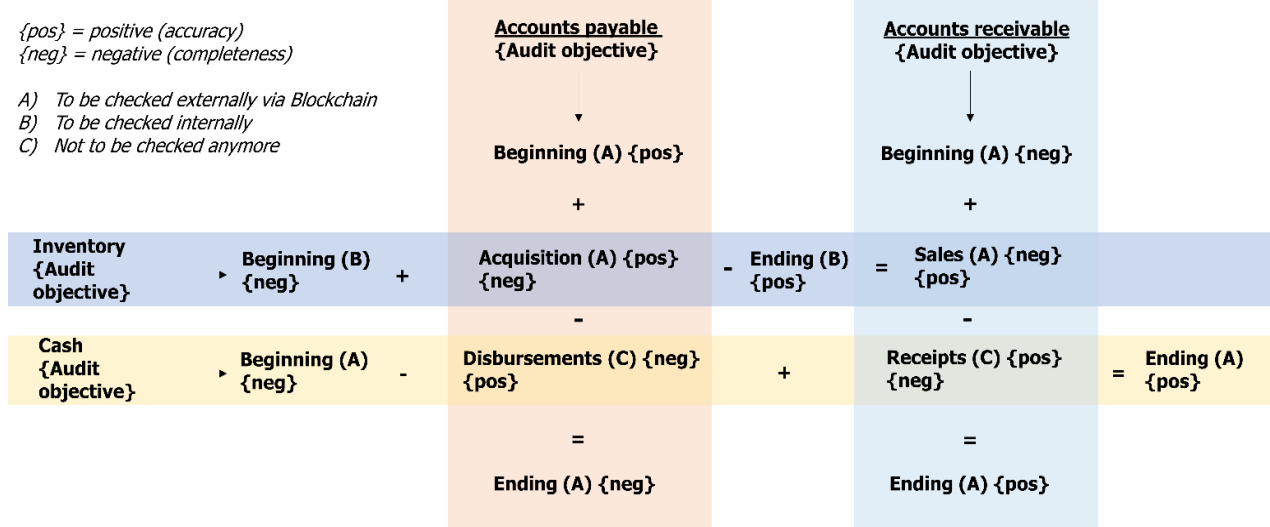 {pos} = positive (accuracy)
{neg} = negative (completeness)
A) To be checked externally via Blockchain
B) To be checked internally
C) Not to be checked anymore
Accounts payable
{Audit objective}
Accounts receivable
{Audit objective}
Beginning (A) {pos}
Beginning (A) {neg}
+
+
Inventory
{Audit
objective}
Beginning (B)
{neg}
+
Acquisition (A) {pos}
{neg}
-
Ending (B)
{pos}
=
Sales (A) {neg}
{pos}
-
-
Cash
{Audit
objective}
Beginning (A)
{neg}
-
Disbursements (C) {neg}
{pos}
+
Receipts (C) {pos}
{neg}
=
Ending (A)
{pos}
=
=
Ending (A) {neg}
Ending (A) {pos}